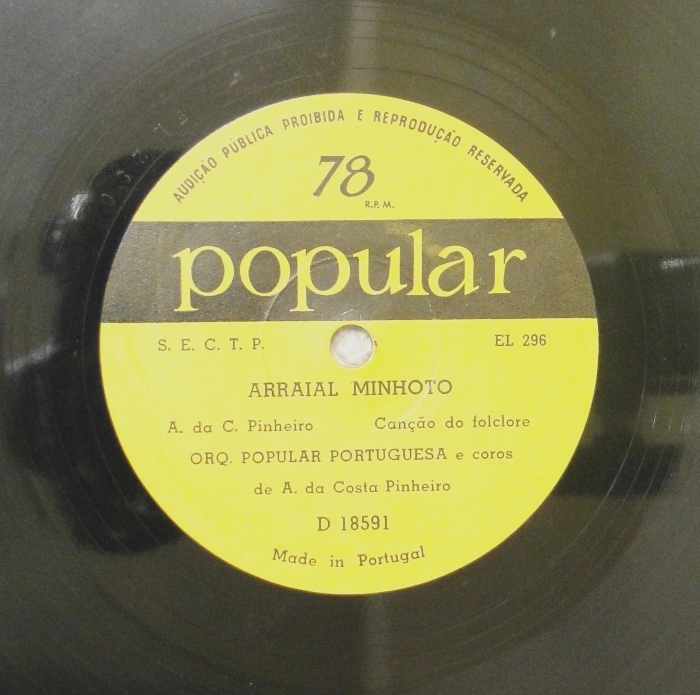 AUDIÇÃO PÚBLICA PROIBIDA E REPRODUÇÃO RESERVADA
78
R.P.M.
popular
S. E. C. T. P.
EL 296
ARRAIAL MINHOTO
A. da C. Pinheiro Canção do folclore
ORQ. POPULAR PORTUGUESA e coros
de A. da Costa Pinheiro
D 18591
Made in Portugal